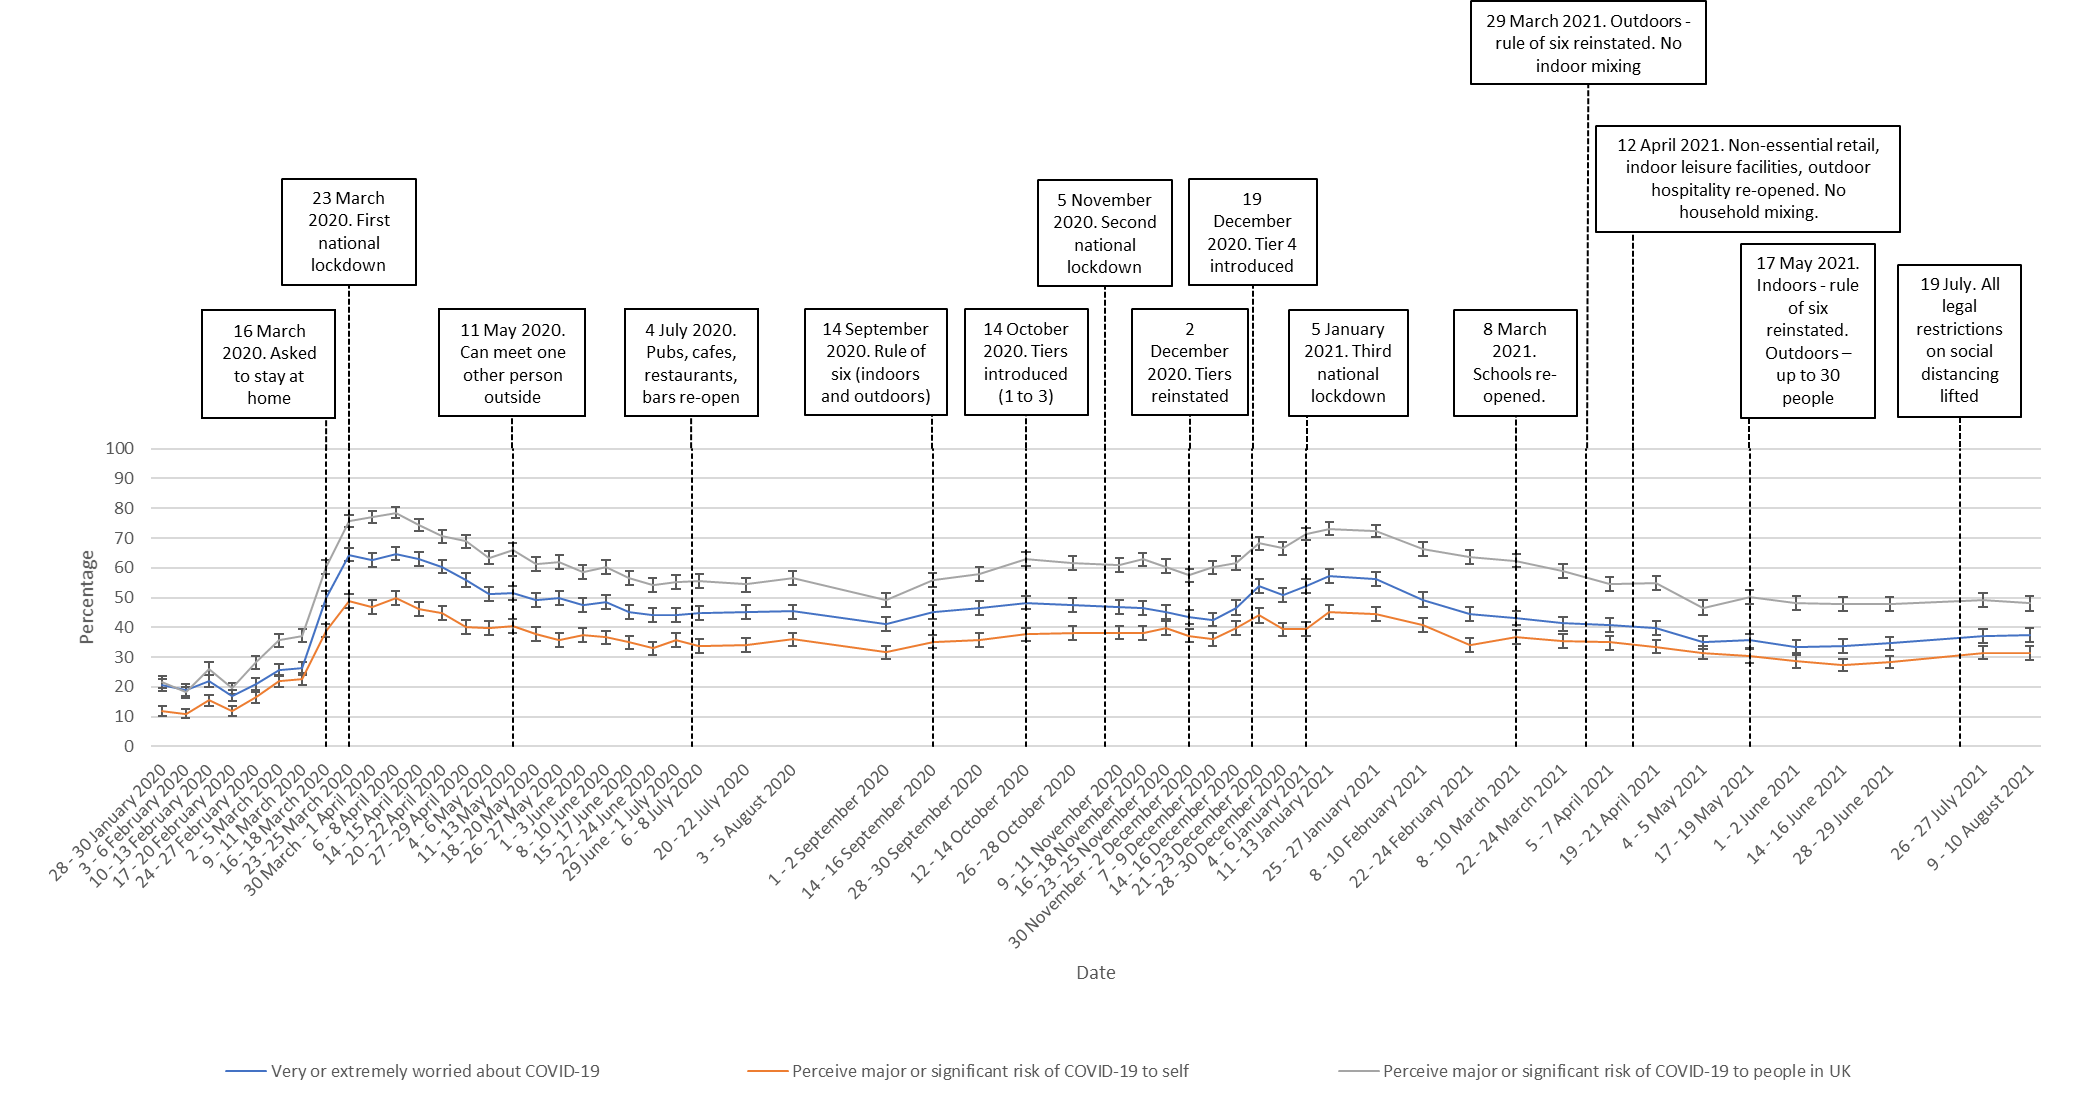 29 March 2021. Outdoors -
rule of six reinstated. No
indoor mixing
12 April 2021. Non-essential retail,
indoor leisure facilities, outdoor
hospitality re-opened. No
household mixing.
23 March
2020. First
national
lockdown
5 November
2020. Second
national
lockdown
19
December
2020. Tier 4
introduced
17 May 2021.
Indoors - rule
of six
reinstated.
Outdoors –
up to 30
people
19 July. All
legal
restrictions
on social
distancing
lifted
16 March
2020. Asked
to stay at
home
11 May 2020.
Can meet one
other person
outside
4 July 2020.
Pubs, cafes,
restaurants,
bars re-open
14 September
2020. Rule of
six (indoors
and outdoors)
14 October
2020. Tiers
introduced
(1 to 3)
2
December
2020. Tiers
reinstated
5 January
2021. Third
national
lockdown
8 March
2021.
Schools re-
opened.
Percentage
100
90
80
70
60
50
40
30
20
10
0
28 - 30 January 2020
3 - 6 February 2020
10 - 13 February 2020
17 - 20 February 2020
24 - 27 February 2020
2 - 5 March 2020
9 - 11 March 2020
16 - 18 March 2020
23 - 25 March 2020
30 March - 1 April 2020
6 - 8 April 2020
14 - 15 April 2020
20 - 22 April 2020
27 - 29 April 2020
4 - 6 May 2020
11 - 13 May 2020
18 - 20 May 2020
26 - 27 May 2020
1 - 3 June 2020
8 - 10 June 2020
15 - 17 June 2020
22 - 24 June 2020
29 June - 1 July 2020
6 - 8 July 2020
20 - 22 July 2020
3 - 5 August 2020
1 - 2 September 2020
14 - 16 September 2020
28 - 30 September 2020
12 - 14 October 2020
26 - 28 October 2020
9 - 11 November 2020
16 - 18 November 2020
23 - 25 November 2020
30 November - 2 December 2020
7 - 9 December 2020
14 - 16 December 2020
21 - 23 December 2020
28 - 30 December 2020
4 - 6 January 2021
11 - 13 January 2021
25 - 27 January 2021
8 - 10 February 2021
22 - 24 February 2021
8 - 10 March 2021
22 - 24 March 2021
5 - 7 April 2021
19 - 21 April 2021
4 - 5 May 2021
17 - 19 May 2021
1 - 2 June 2021
14 - 16 June 2021
28 - 29 June 2021
26 - 27 July 2021
9 - 10 August 2021
Date
Very or extremely worried about COVID-19
Perceive major or significant risk of COVID-19 to self
Perceive major or significant risk of COVID-19 to people in UK